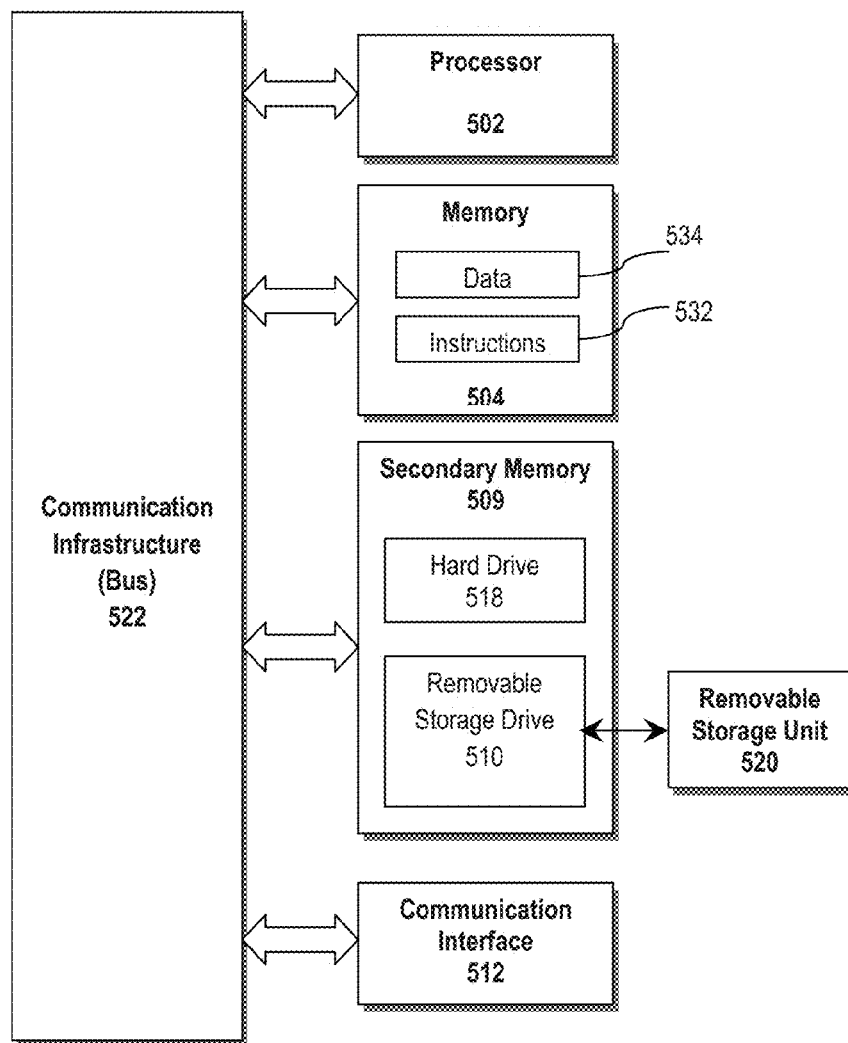 Processor
502
Memory
Data
534
Instructions
532
504
Communication
Infrastructure
(Bus)
522
Secondary Memory
509
Hard Drive
518
Removable
Storage Drive
510
Removable
Storage Unit
520
Communication
Interface
512